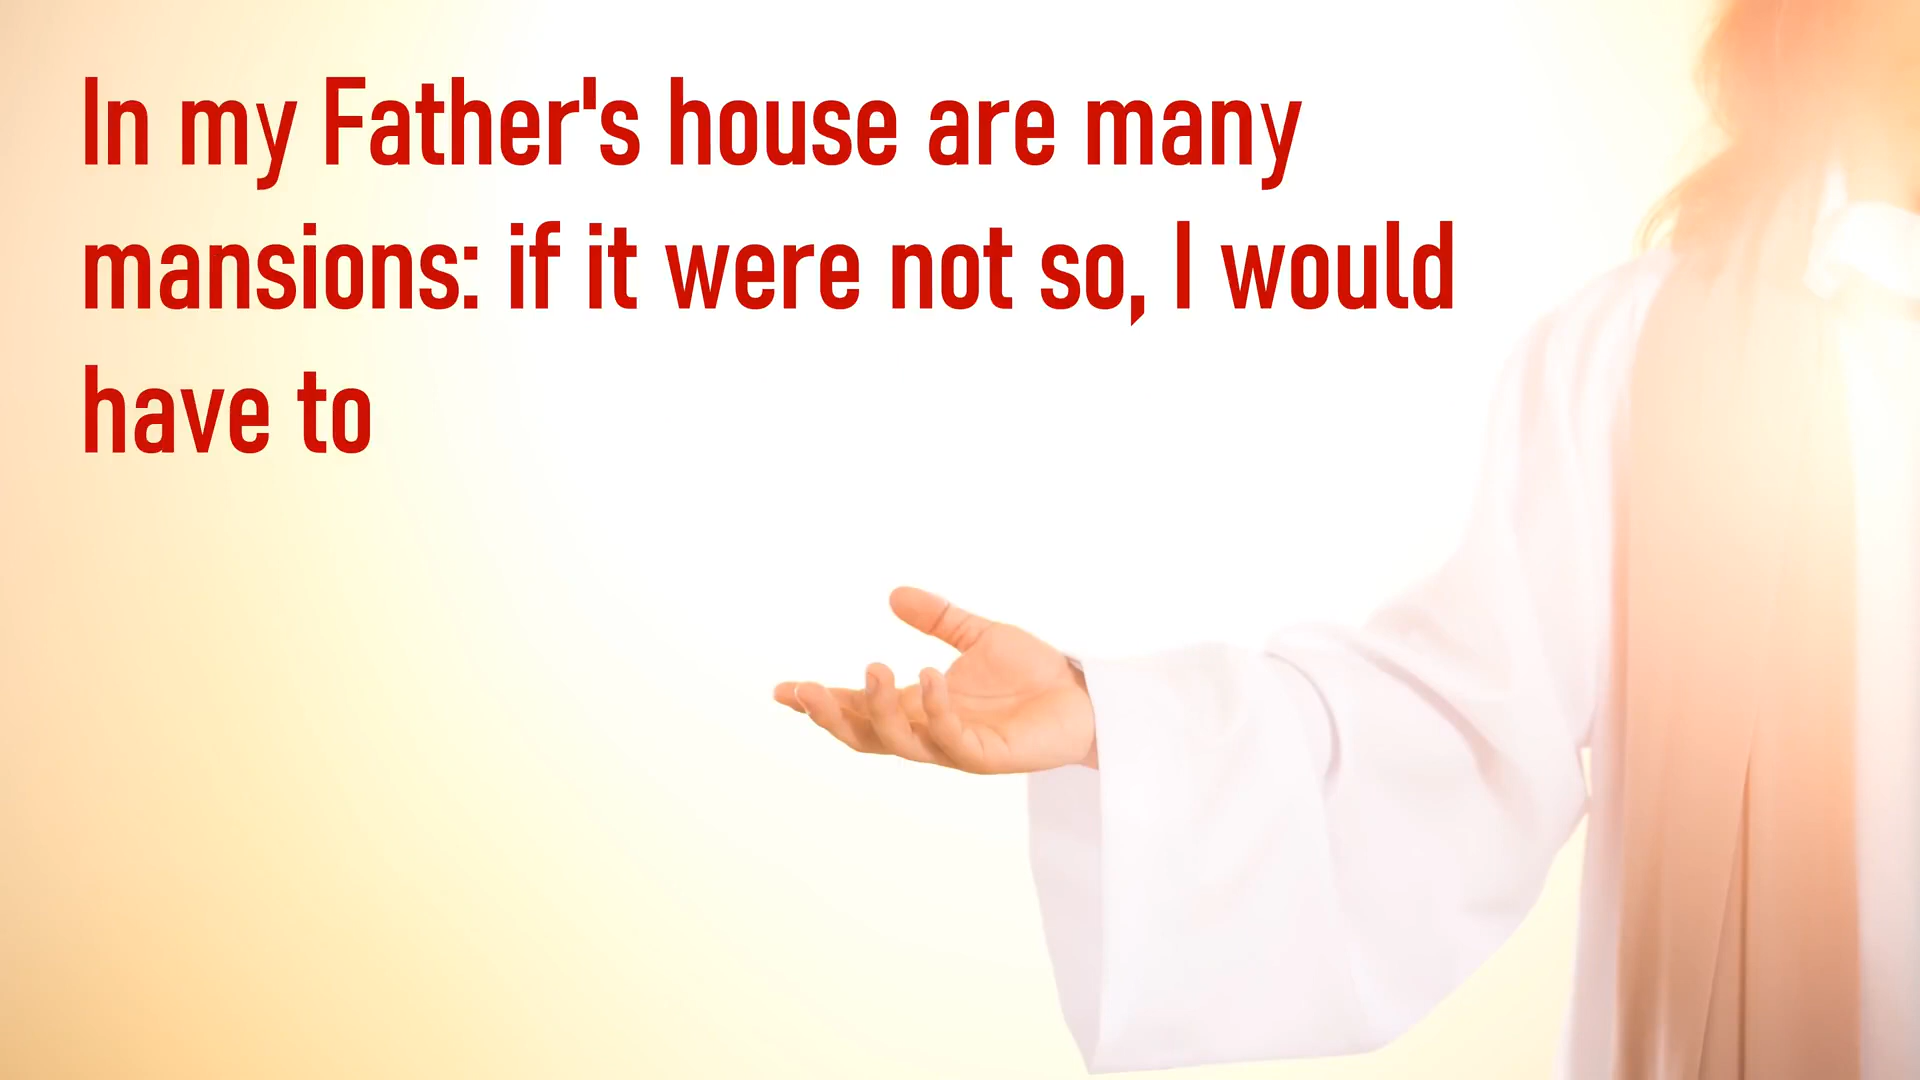 In my Father's house are many
mansions: if it were not so, I would
have to